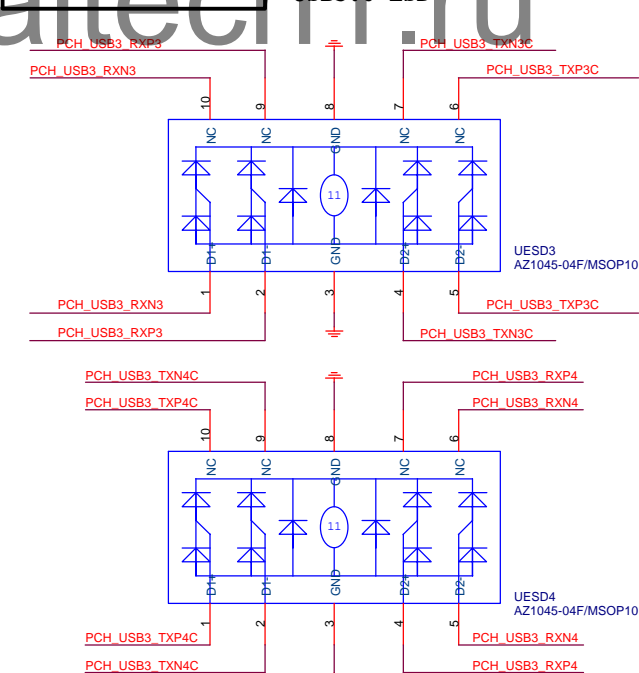 PCH_USB3_RXP3
PCH_USB3_TXN3C
PCH_USB3_RXN3
PCH_USB3_TXP3C
10 9 8 7 6
NC NC GND NC NC
11
D1+ D1- GND D2+ D2-
UESD3
AZ1045-04F/MSOP10
1 2 3 4 5
PCH_USB3_RXN3
PCH_USB3_TXP3C
PCH_USB3_RXP3
PCH_USB3_TXN3C
PCH_USB3_TXN4C
PCH_USB3_RXP4
PCH_USB3_TXP4C
PCH_USB3_RXN4
10 9 8 7 6
NC NC GND NC NC
11
D1+ D1- GND D2+ D2-
UESD4
AZ1045-04F/MSOP10
1 2 3 4 5
PCH_USB3_TXP4C
PCH_USB3_RXN4
PCH_USB3_TXN4C
PCH_USB3_RXP4